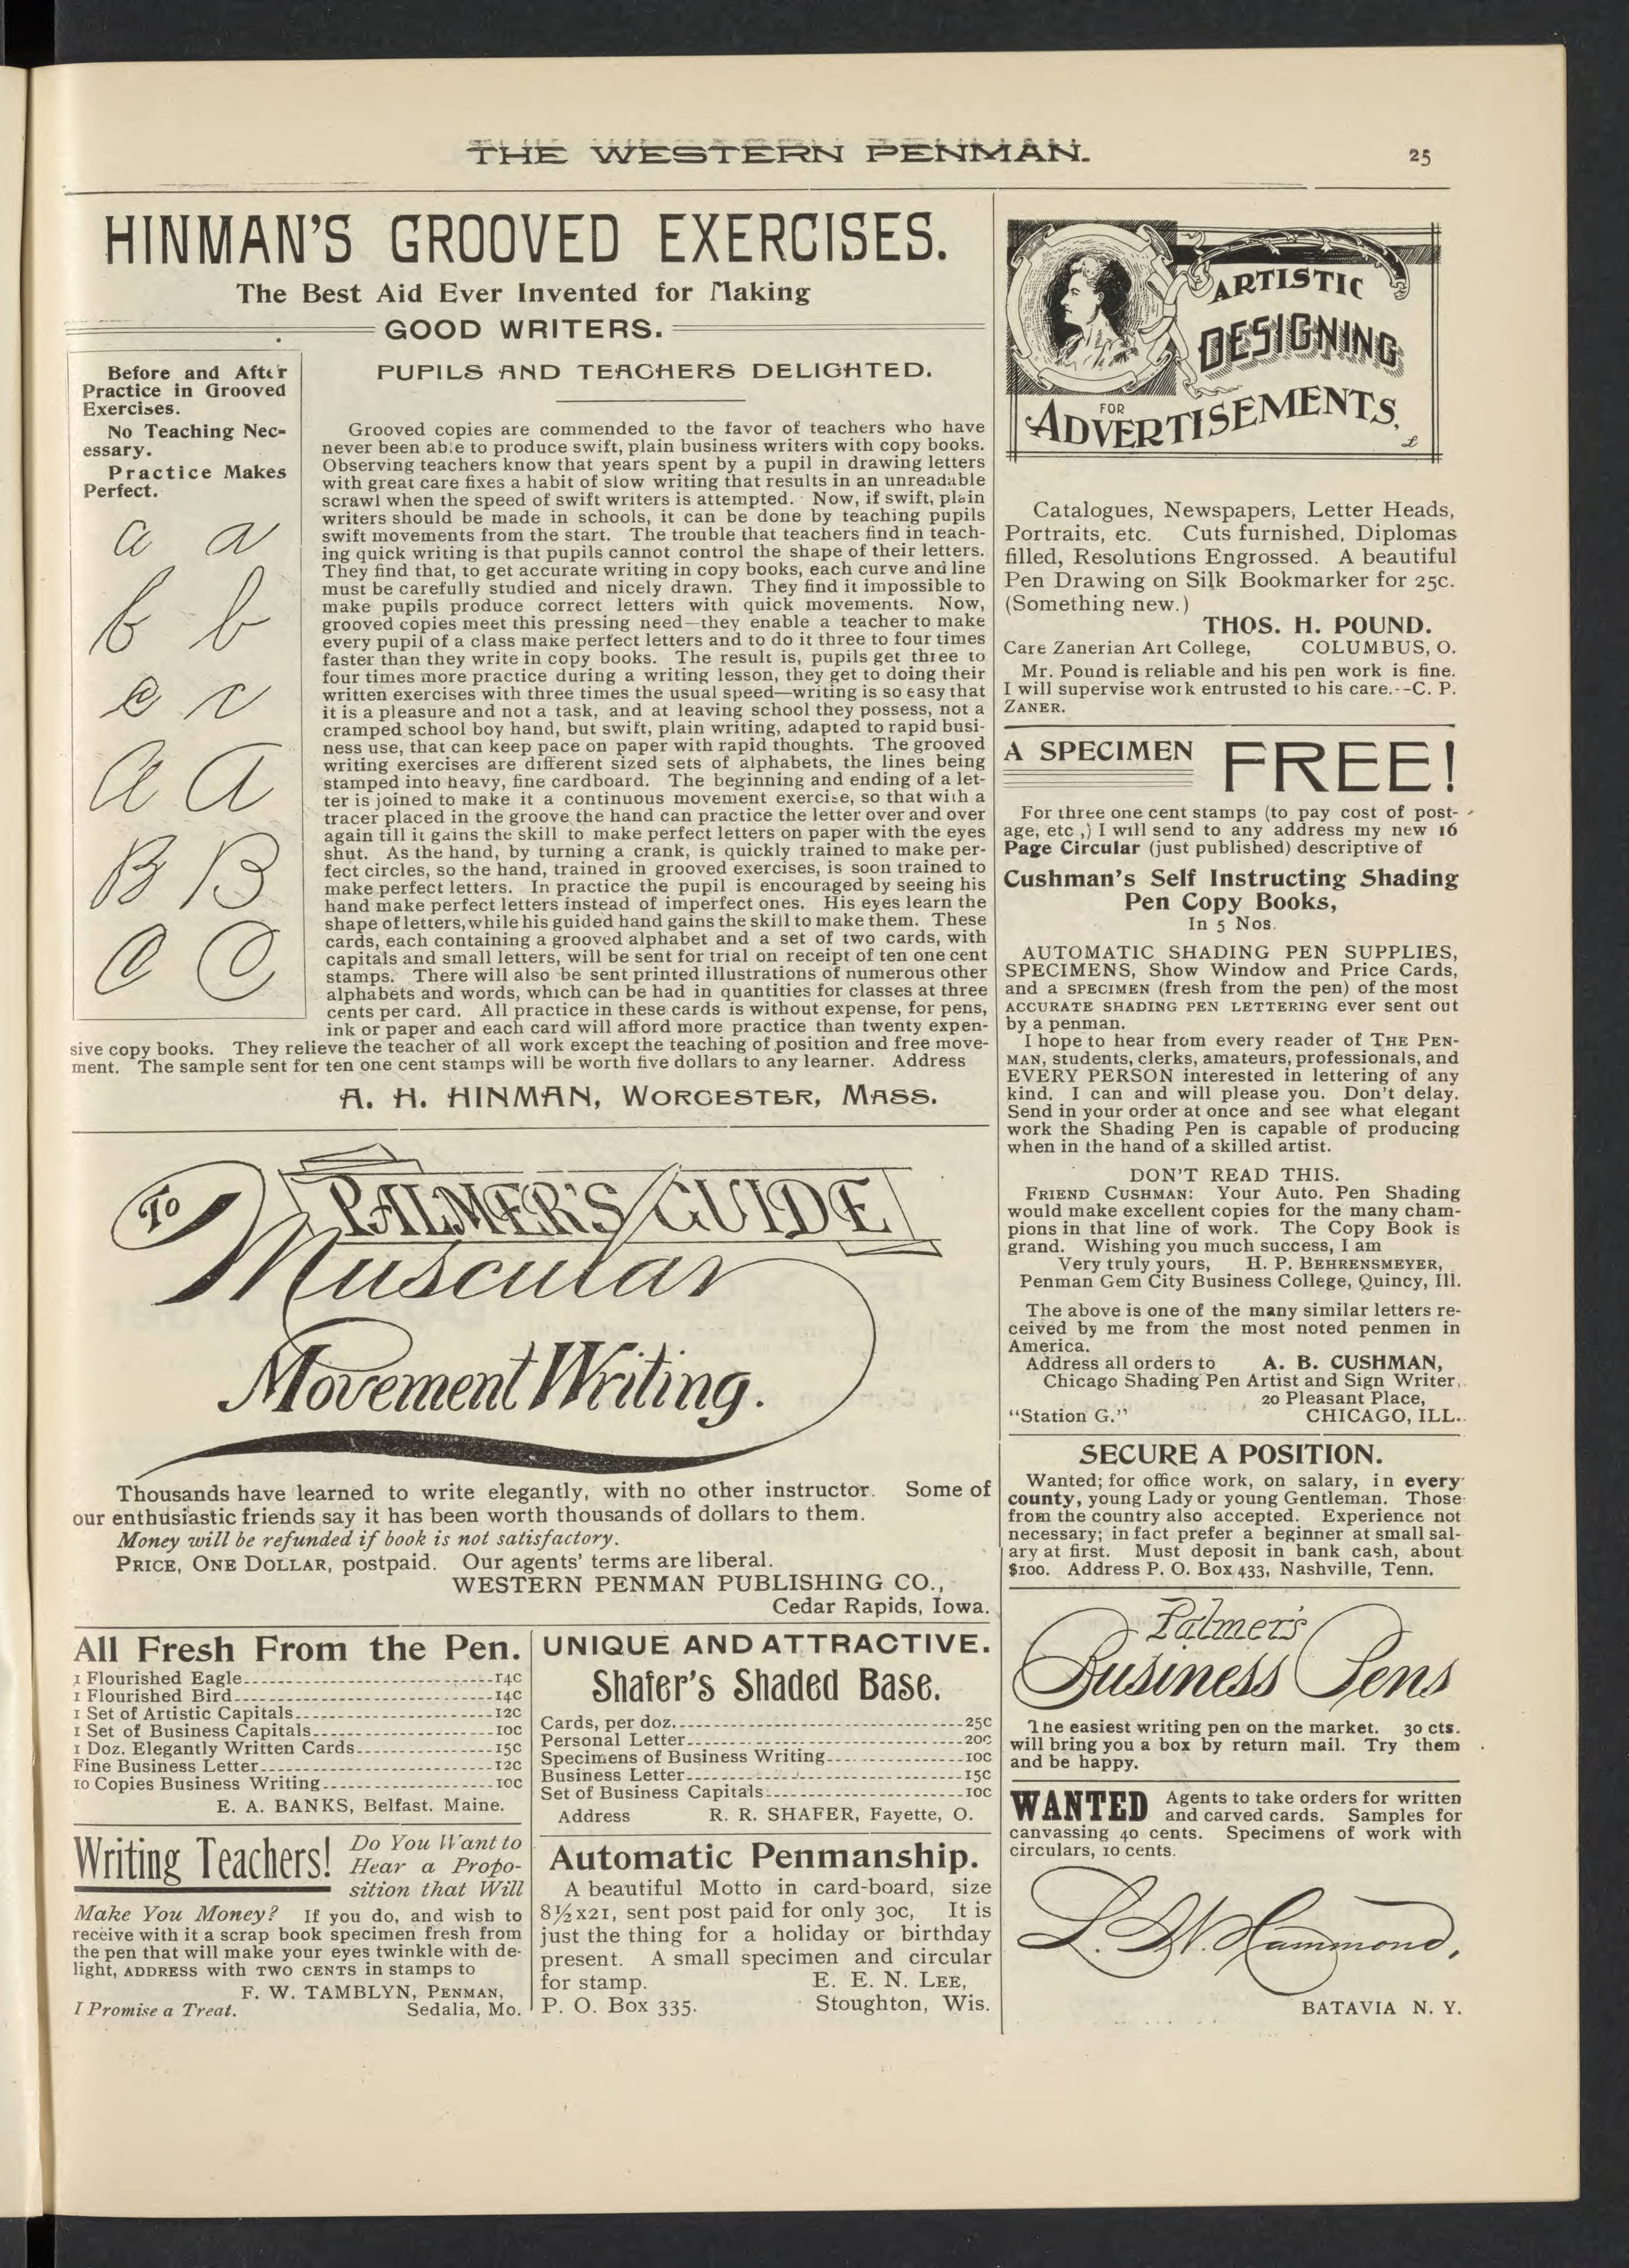 THE WESTERN PENMAN.
25
HINMAN'S GROOVED EXERCISES.
The Best Aid Ever Invented for Making
GOOD WRITERS.
Before and After
Practice in Grooved
Exercises.
No Teaching Nec-
essary.
Practice Makes
Perfect.
a a
b b
c c
A A
B B
C C
PUPILS AND TEACHERS DELIGHTED.
Grooved copies are commended to the favor of teachers who have
never been able to produce swift, plain business writers with copy books.
Observing teachers know that years spent by a pupil in drawing letters
with great care fixes a habit of slow writing that results in an unreadable
scrawl when the speed of swift writers is attempted. Now, if swift, plain
writers should be made in schools, it can be done by teaching pupils
swift movements from the start. The trouble that teachers find in teach-
ing quick writing is that pupils cannot control the shape of their letters.
They find that, to get accurate writing in copy books, each curve and line
must be carefully studied and nicely drawn. They find it impossible to
make pupils produce correct letters with quick movements. Now,
grooved copies meet this pressing need—they enable a teacher to make
every pupil of a class make perfect letters and to do it three to four times
faster than they write in copy books. The result is, pupils get three to
four times more practice during a writing lesson, they get to doing their
written exercises with three times the usual speed—writing is so easy that
it is a pleasure and not a task, and at leaving school they possess, not a
cramped school boy hand, but swift, plain writing, adapted to rapid busi-
ness use, that can keep pace on paper with rapid thoughts. The grooved
writing exercises are different sized sets of alphabets, the lines being
stamped into heavy, fine cardboard. The beginning and ending of a let-
ter is joined to make it a continuous movement exercise, so that with a
tracer placed in the groove the hand can practice the letter over and over
again till it gains the skill to make perfect letters on paper with the eyes
shut. As the hand, by turning a crank, is quickly trained to make per-
fect circles, so the hand, trained in grooved exercises, is soon trained to
make perfect letters. In practice the pupil is encouraged by seeing his
hand make perfect letters instead of imperfect ones. His eyes learn the
shape of letters, while his guided hand gains the skill to make them. These
cards, each containing a grooved alphabet and a set of two cards, with
capitals and small letters, will be sent for trial on receipt of ten one cent
stamps. There will also be sent printed illustrations of numerous other
alphabets and words, which can be had in quantities for classes at three
cents per card. All practice in these cards is without expense, for pens,
ink or paper and each card will afford more practice than twenty expen-
sive copy books. They relieve the teacher of all work except the teaching of position and free move-
ment. The sample sent for ten one cent stamps will be worth five dollars to any learner. Address
A. H. HINMAN, WORCESTER, MASS.
PALMER'S GUIDE
To
Muscular
Movement Writing.
Thousands have learned to write elegantly, with no other instructor. Some of
our enthusiastic friends say it has been worth thousands of dollars to them.
Money will be refunded if book is not satisfactory.
PRICE, ONE DOLLAR, postpaid. Our agents' terms are liberal.
WESTERN PENMAN PUBLISHING CO.,
Cedar Rapids, Iowa.
All Fresh From the Pen.
1 Flourished Eagle 14c
1 Flourished Bird 14c
1 Set of Artistic Capitals 12c
1 Set of Business Capitals 10c
1 Doz. Elegantly Written Cards 15c
Fine Business Letter 12c
10 Copies Business Writing 10c
E. A. BANKS, Belfast. Maine.
Writing Teachers!
Do You Want to
Hear a Propo-
sition that Will
Make You Money? If you do, and wish to
receive with it a scrap book specimen fresh from
the pen that will make your eyes twinkle with de-
light, ADDRESS with TWO CENTS in stamps to
F. W. TAMBLYN, PENMAN,
I Promise a Treat. Sedalia, Mo.
UNIQUE AND ATTRACTIVE.
Shafer's Shaded Base.
Cards, per doz. 25c
Personal Letter 20c
Specimens of Business Writing 10c
Business Letter 15c
Set of Business Capitals 10c
Address R. R. SHAFER, Fayette, O.
Automatic Penmanship.
A beautiful Motto in card-board, size
8½x21, sent post paid for only 30c, It is
just the thing for a holiday or birthday
present. A small specimen and circular
for stamp. E. E. N. LEE,
P. O. Box 335. Stoughton, Wis.
ARTISTIC
DESIGNING
FOR
ADVERTISEMENTS.
Catalogues, Newspapers, Letter Heads,
Portraits, etc. Cuts furnished, Diplomas
filled, Resolutions Engrossed. A beautiful
Pen Drawing on Silk Bookmarker for 25c.
(Something new.)
THOS. H. POUND.
Care Zanerian Art College, COLUMBUS, O.
Mr. Pound is reliable and his pen work is fine.
I will supervise work entrusted to his care.--C. P.
ZANER.
A SPECIMEN FREE!
For three one cent stamps (to pay cost of post-
age, etc,) I will send to any address my new 16
Page Circular (just published) descriptive of
Cushman's Self Instructing Shading
Pen Copy Books,
In 5 Nos.
AUTOMATIC SHADING PEN SUPPLIES,
SPECIMENS, Show Window and Price Cards,
and a SPECIMEN (fresh from the pen) of the most
ACCURATE SHADING PEN LETTERING ever sent out
by a penman.
I hope to hear from every reader of THE PEN-
MAN, students, clerks, amateurs, professionals, and
EVERY PERSON interested in lettering of any
kind. I can and will please you. Don't delay.
Send in your order at once and see what elegant
work the Shading Pen is capable of producing
when in the hand of a skilled artist.
DON'T READ THIS.
FRIEND CUSHMAN: Your Auto. Pen Shading
would make excellent copies for the many cham-
pions in that line of work. The Copy Book is
grand. Wishing you much success, I am
Very truly yours, H. P. BEHRENSMEYER,
Penman Gem City Business College, Quincy, Ill.
The above is one of the many similar letters re-
ceived by me from the most noted penmen in
America.
Address all orders to A. B. CUSHMAN,
Chicago Shading Pen Artist and Sign Writer,
20 Pleasant Place,
"Station G." CHICAGO, ILL.
SECURE A POSITION.
Wanted; for office work, on salary, in every
county, young Lady or young Gentleman. Those
from the country also accepted. Experience not
necessary; in fact prefer a beginner at small sal-
ary at first. Must deposit in bank cash, about
$100. Address P. O. Box 433, Nashville, Tenn.
Palmer's
Business Pens
The easiest writing pen on the market. 30 cts.
will bring you a box by return mail. Try them
and be happy.
WANTED Agents to take orders for written
and carved cards. Samples for
canvassing 40 cents. Specimens of work with
circulars, 10 cents.
L. W. Hammond,
BATAVIA N. Y.